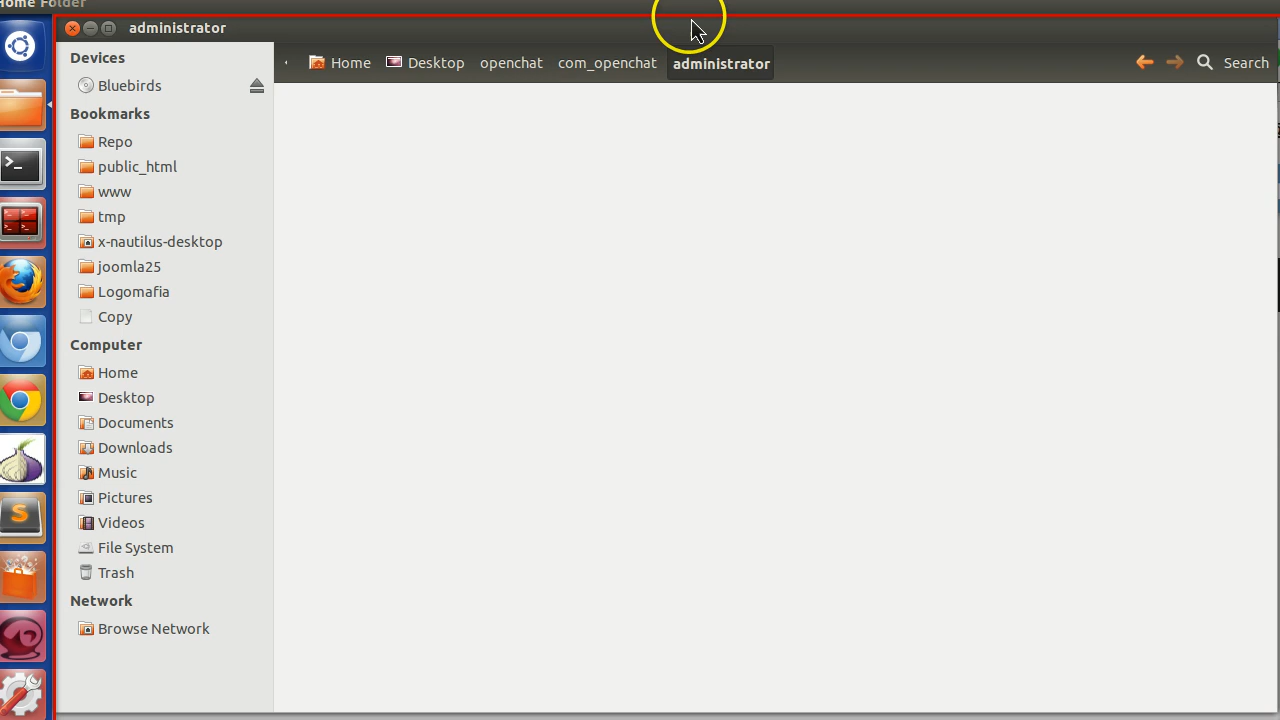 Home Folder
administrator
Home Desktop openchat com_openchat administrator Search
Devices
Bluebirds
Bookmarks
Repo
public_html
www
tmp
x-nautilus-desktop
joomla25
Logomafia
Copy
Computer
Home
Desktop
Documents
Downloads
Music
Pictures
Videos
File System
Trash
Network
Browse Network